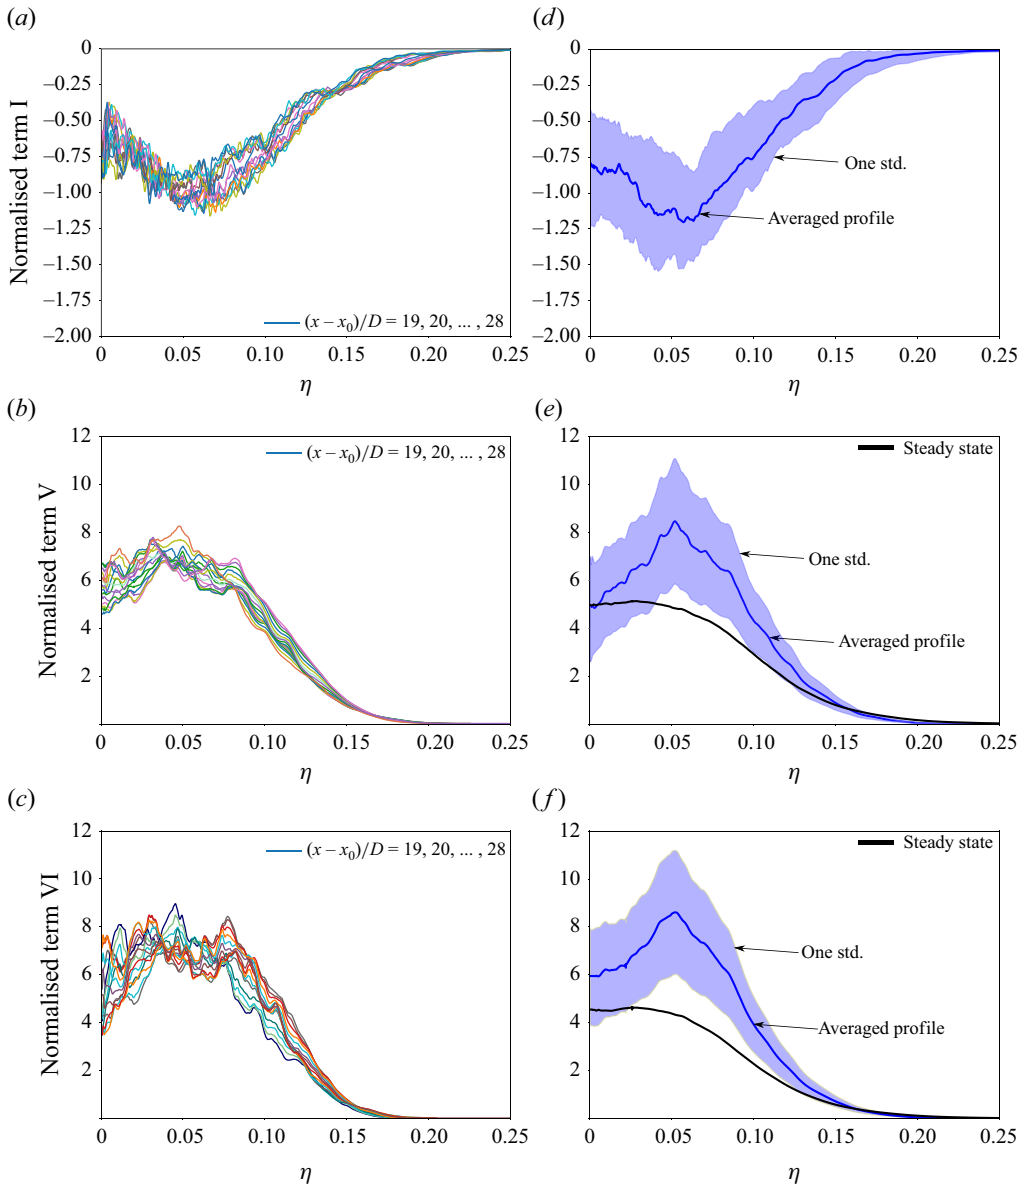 (a)
0
–0.25
–0.50
–0.75
–1.00
–1.25
–1.50
–1.75
–2.00
Normalised term I
(x – x0)/D = 19, 20, ... , 28
0 0.05 0.10 0.15 0.20 0.25
η
(d)
0
–0.25
–0.50
–0.75
–1.00
–1.25
–1.50
–1.75
–2.00
One std.
Averaged profile
0 0.05 0.10 0.15 0.20 0.25
η
(b)
12
10
8
6
4
2
Normalised term V
(x – x0)/D = 19, 20, ... , 28
0 0.05 0.10 0.15 0.20 0.25
η
(e)
12
10
8
6
4
2
Steady state
One std.
Averaged profile
0 0.05 0.10 0.15 0.20 0.25
η
(c)
12
10
8
6
4
2
Normalised term VI
(x – x0)/D = 19, 20, ... , 28
0 0.05 0.10 0.15 0.20 0.25
η
(f)
12
10
8
6
4
2
Steady state
One std.
Averaged profile
0 0.05 0.10 0.15 0.20 0.25
η